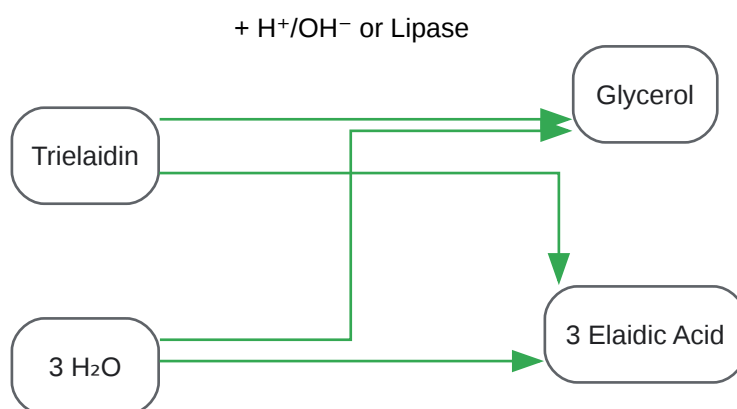 + H⁺/OH⁻ or Lipase
Glycerol
Trielaidin
3 Elaidic Acid
3 H₂O